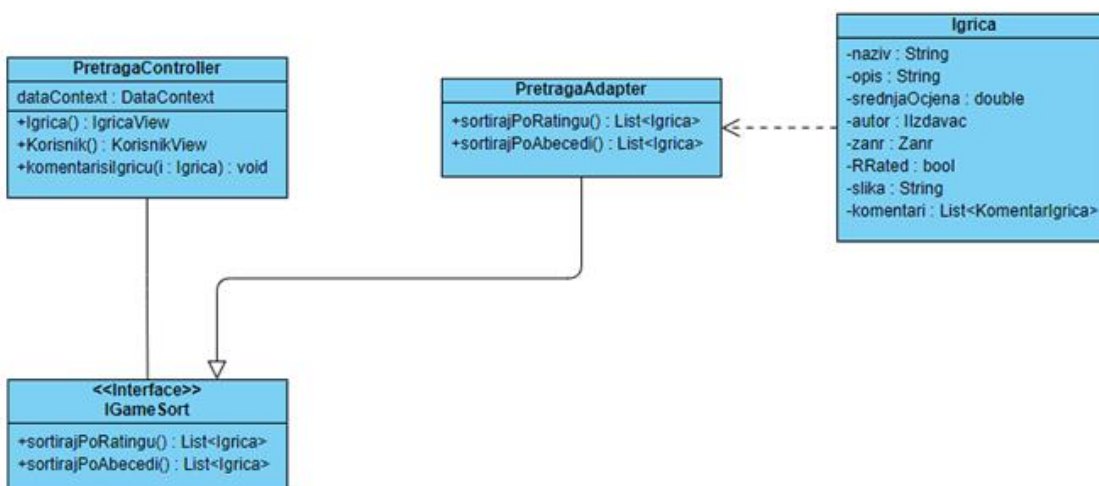 PretragaController
dataContext : DataContext
+Igrica() : IgricaView
+Korisnik() : KorisnikView
+komentarisiIgricu(i : Igrica) : void
PretragaAdapter
+sortirajPoRatingu() : List<Igrica>
+sortirajPoAbecedi() : List<Igrica>
Igrica
-naziv : String
-opis : String
-srednjaOcjena : double
-autor : IIzdavac
-zanr : Zanr
-RRated : bool
-slika : String
-komentari : List<KomentarIgrica>
<<Interface>>
IGameSort
+sortirajPoRatingu() : List<Igrica>
+sortirajPoAbecedi() : List<Igrica>